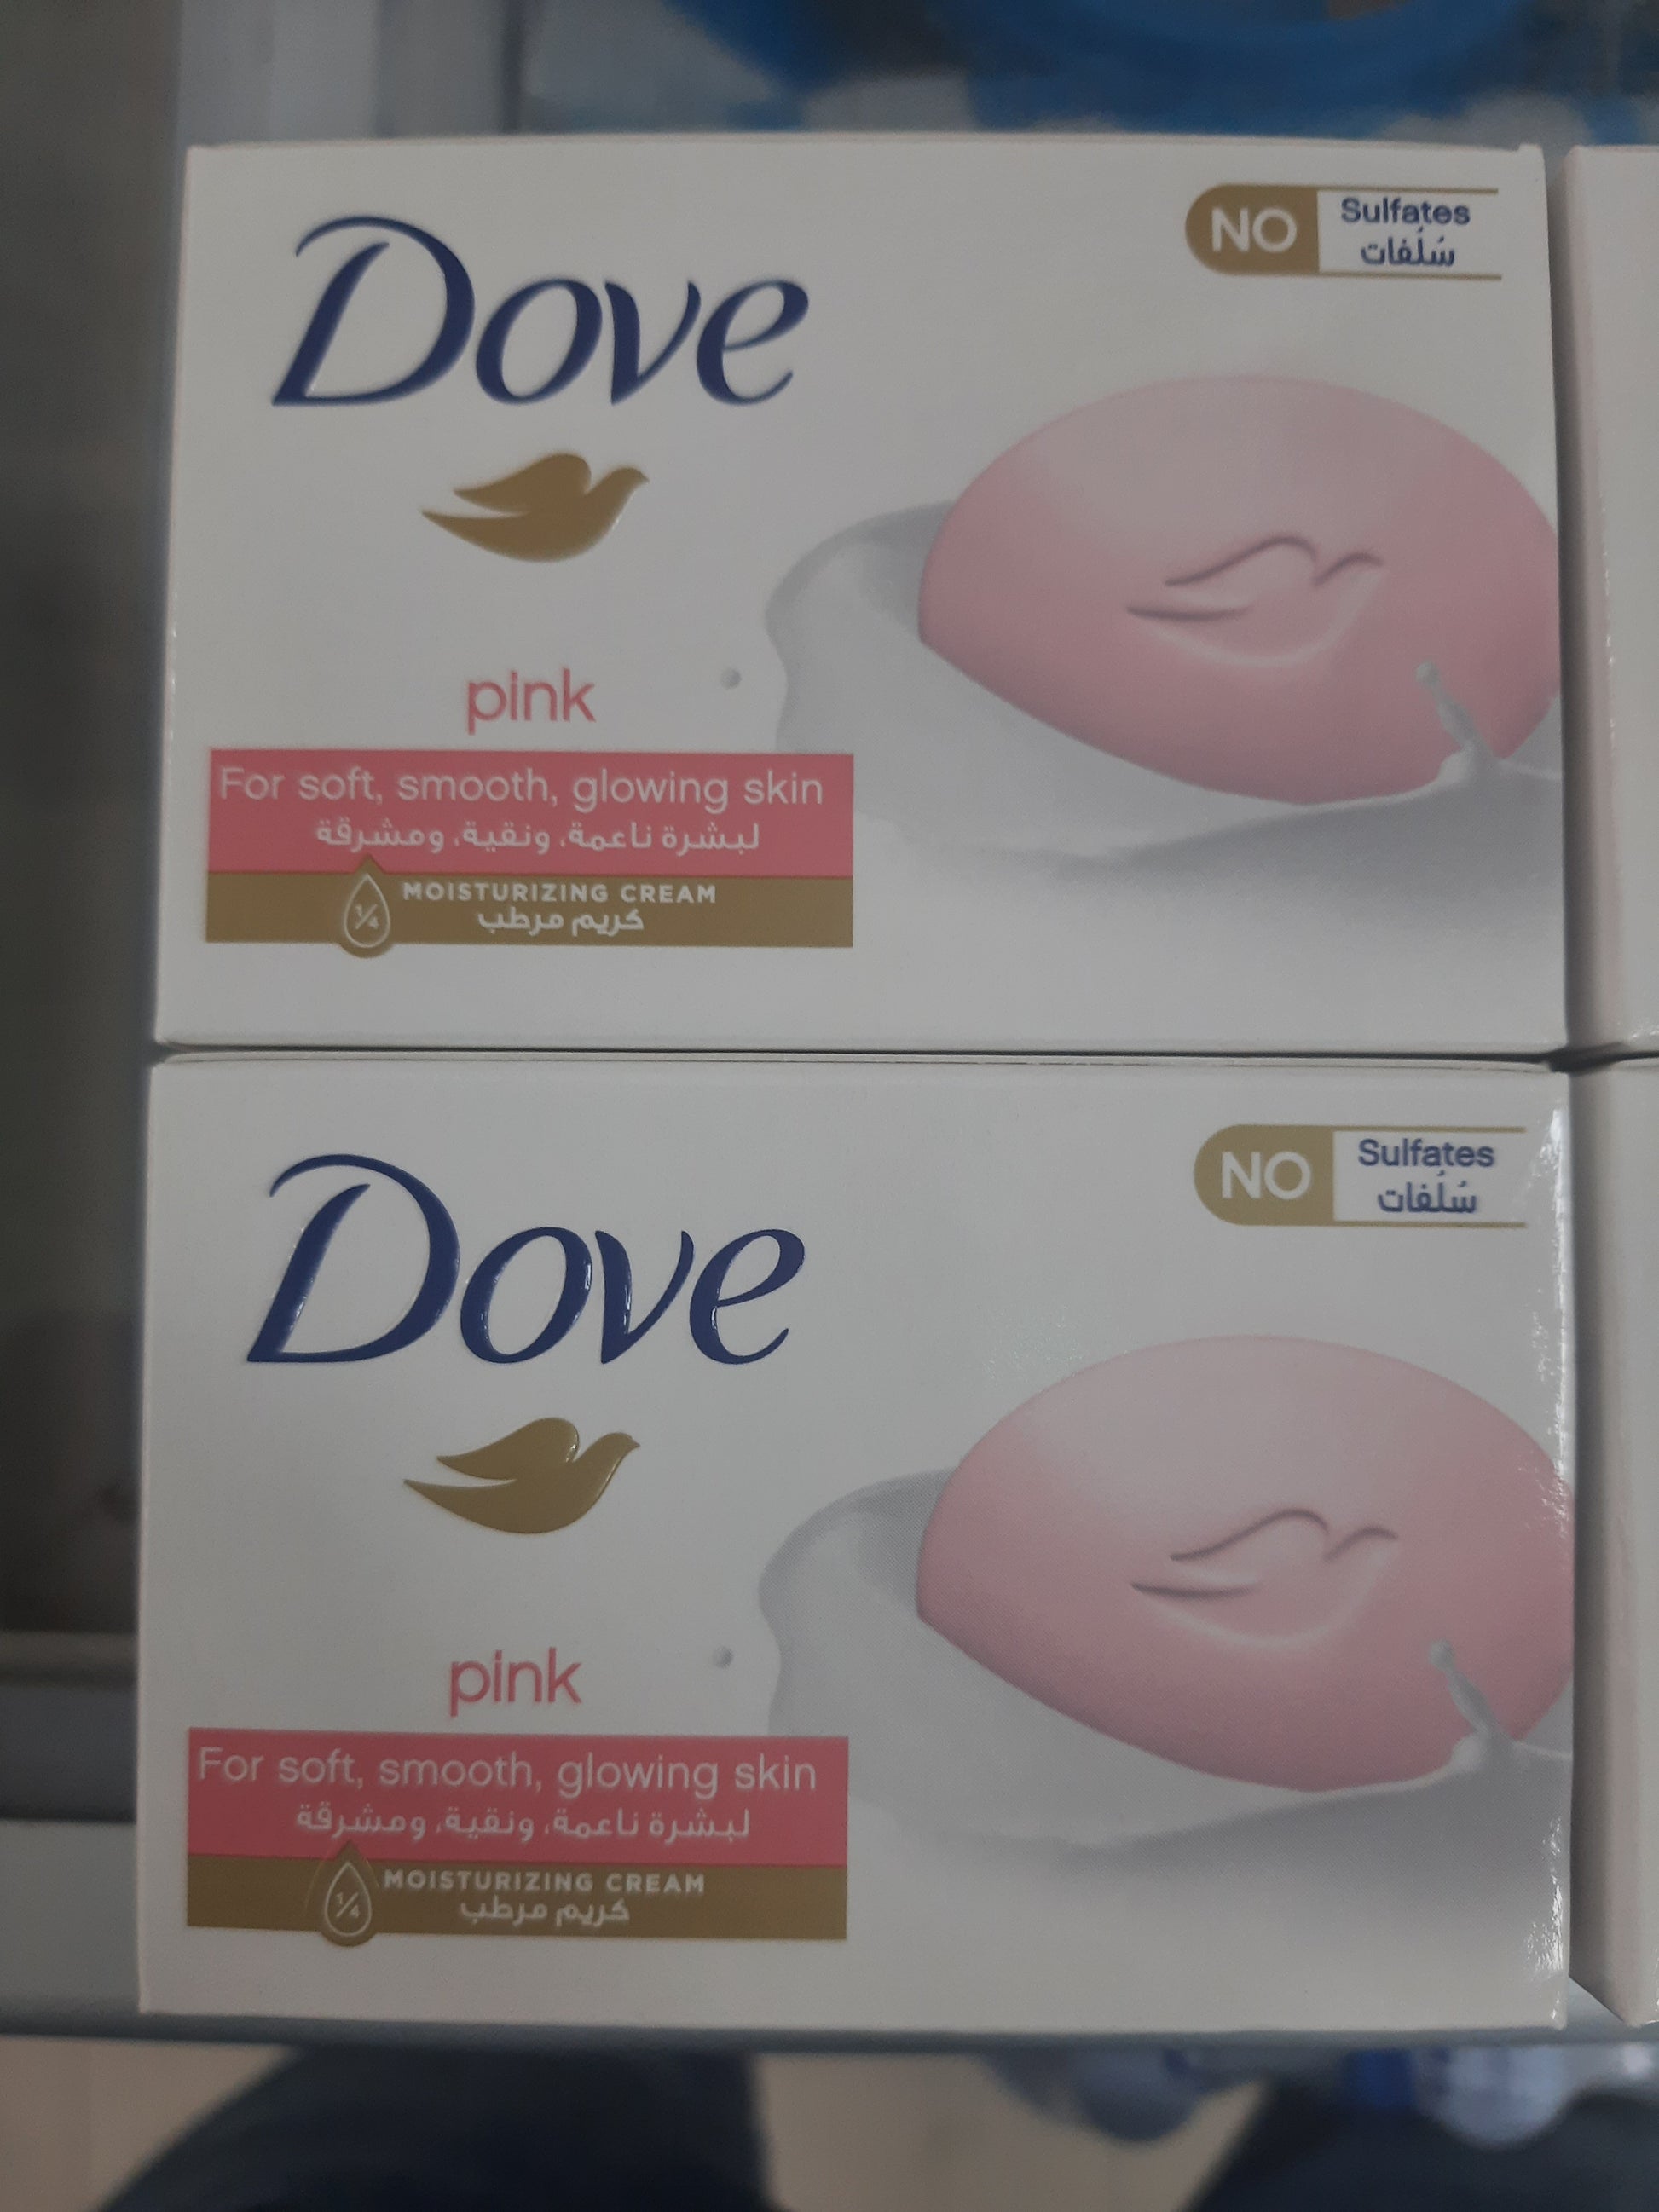 Dove
NO Sulfates
سُلُفات
pink
For soft, smooth, glowing skin
لبشرة ناعمة، ونقية، ومشرقة
1/4 MOISTURIZING CREAM
كريم مرطب
Dove
NO Sulfates
سُلُفات
pink
For soft, smooth, glowing skin
لبشرة ناعمة، ونقية، ومشرقة
1/4 MOISTURIZING CREAM
كريم مرطب